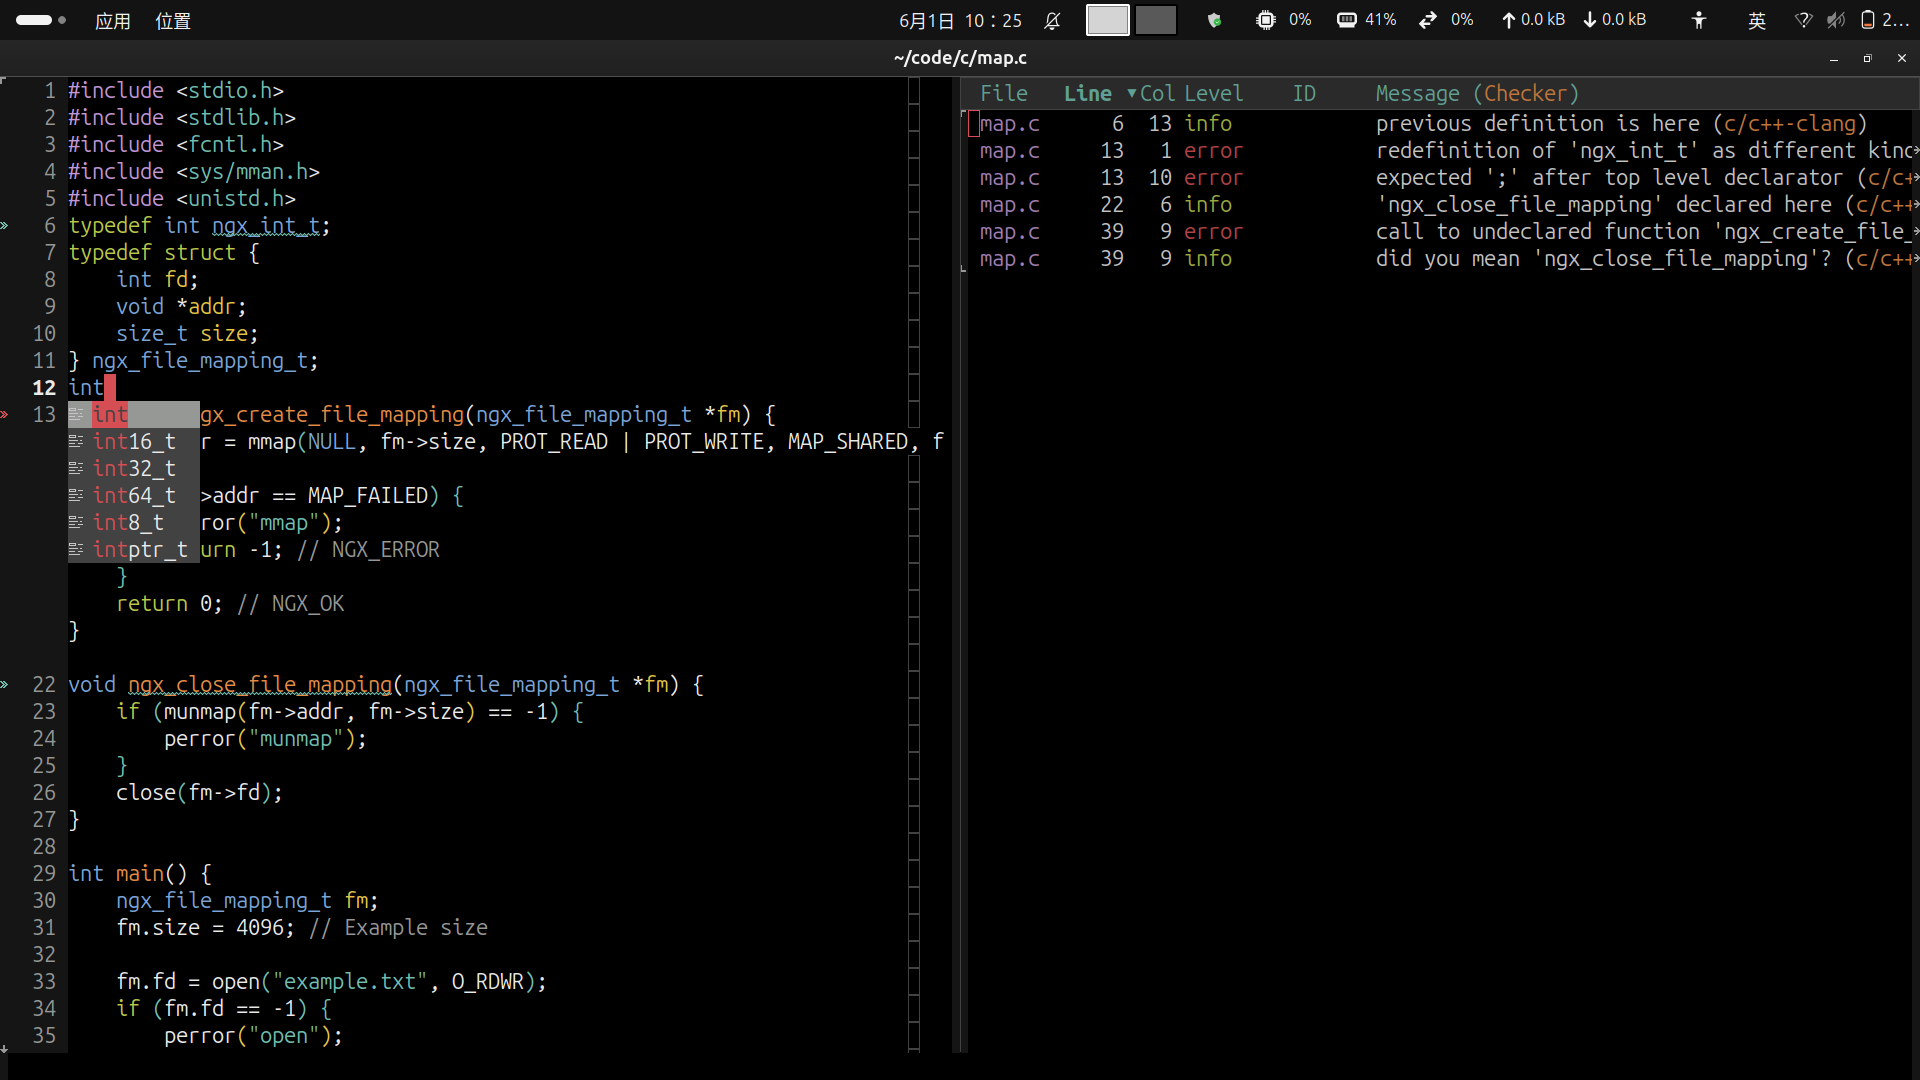 应用 位置 6月1日 10：25 0% 41% 0% 0.0 kB 0.0 kB 英 2...
~/code/c/map.c
1 #include <stdio.h>
2 #include <stdlib.h>
3 #include <fcntl.h>
4 #include <sys/mman.h>
5 #include <unistd.h>
6 typedef int ngx_int_t;
7 typedef struct {
8 int fd;
9 void *addr;
10 size_t size;
11 } ngx_file_mapping_t;
12 int
13 int gx_create_file_mapping(ngx_file_mapping_t *fm) {
int16_t r = mmap(NULL, fm->size, PROT_READ | PROT_WRITE, MAP_SHARED, f
int32_t
int64_t >addr == MAP_FAILED) {
int8_t ror("mmap");
intptr_t urn -1; // NGX_ERROR
}
return 0; // NGX_OK
}
22 void ngx_close_file_mapping(ngx_file_mapping_t *fm) {
23 if (munmap(fm->addr, fm->size) == -1) {
24 perror("munmap");
25 }
26 close(fm->fd);
27 }
28
29 int main() {
30 ngx_file_mapping_t fm;
31 fm.size = 4096; // Example size
32
33 fm.fd = open("example.txt", O_RDWR);
34 if (fm.fd == -1) {
35 perror("open");
File Line ▼Col Level ID Message (Checker)
map.c 6 13 info previous definition is here (c/c++-clang)
map.c 13 1 error redefinition of 'ngx_int_t' as different kind
map.c 13 10 error expected ';' after top level declarator (c/c+
map.c 22 6 info 'ngx_close_file_mapping' declared here (c/c++
map.c 39 9 error call to undeclared function 'ngx_create_file_
map.c 39 9 info did you mean 'ngx_close_file_mapping'? (c/c++